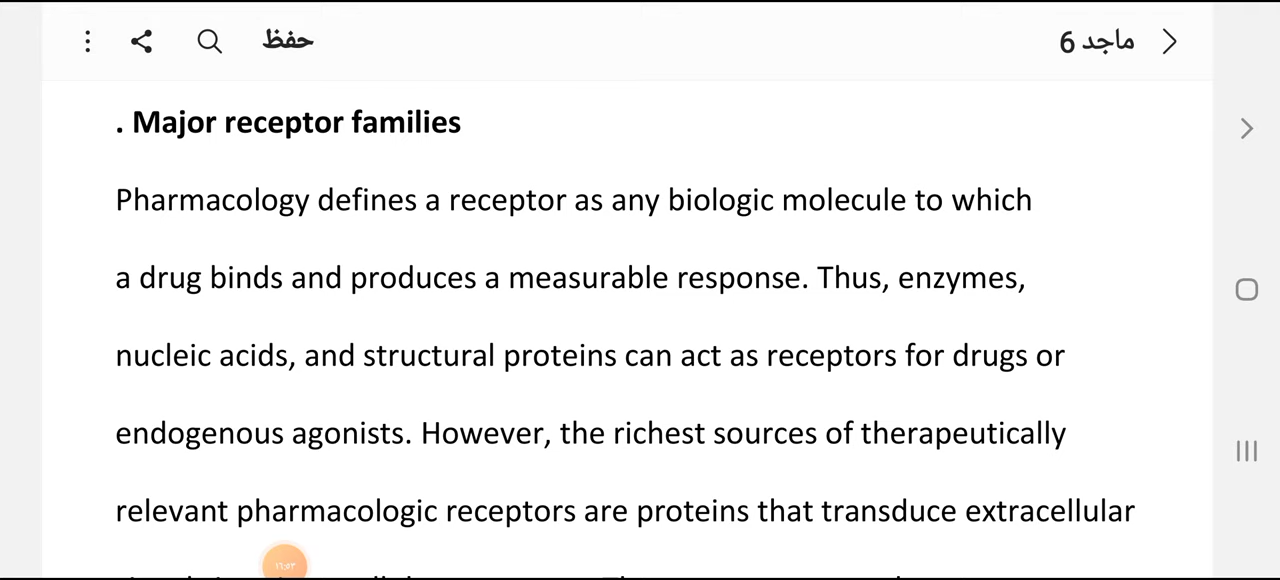 حفظ
ماجد 6
. Major receptor families
Pharmacology defines a receptor as any biologic molecule to which
a drug binds and produces a measurable response. Thus, enzymes,
nucleic acids, and structural proteins can act as receptors for drugs or
endogenous agonists. However, the richest sources of therapeutically
relevant pharmacologic receptors are proteins that transduce extracellular
١٦:٥٣